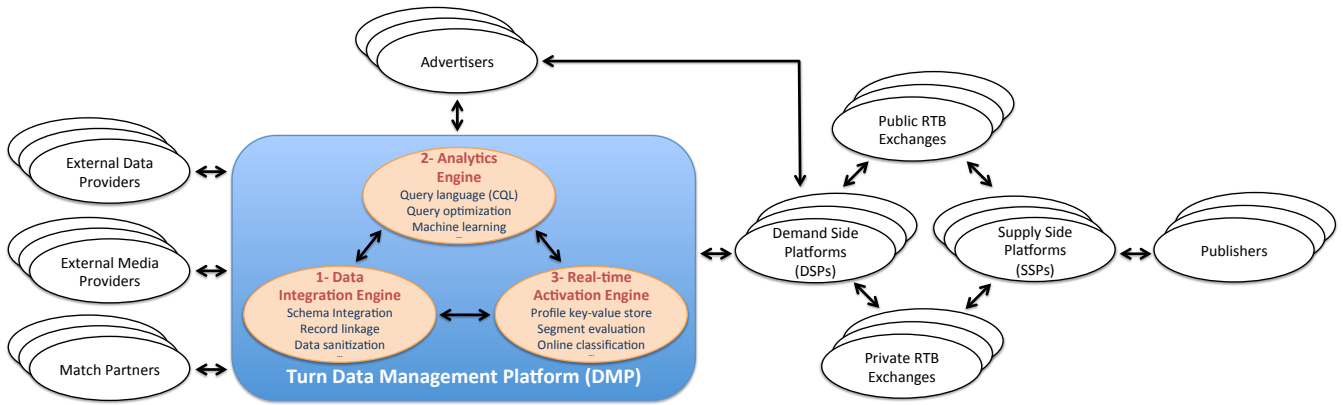 Advertisers
Public RTB
Exchanges
External Data
Providers
2- Analytics
Engine
Query language (CQL)
Query optimization
Machine learning
...
Demand Side
Platforms
(DSPs)
Supply Side
Platforms
(SSPs)
Publishers
External Media
Providers
1- Data
Integration Engine
Schema Integration
Record linkage
Data sanitization
...
3- Real-time
Activation Engine
Profile key-value store
Segment evaluation
Online classification
...
Match Partners
Private RTB
Exchanges
Turn Data Management Platform (DMP)